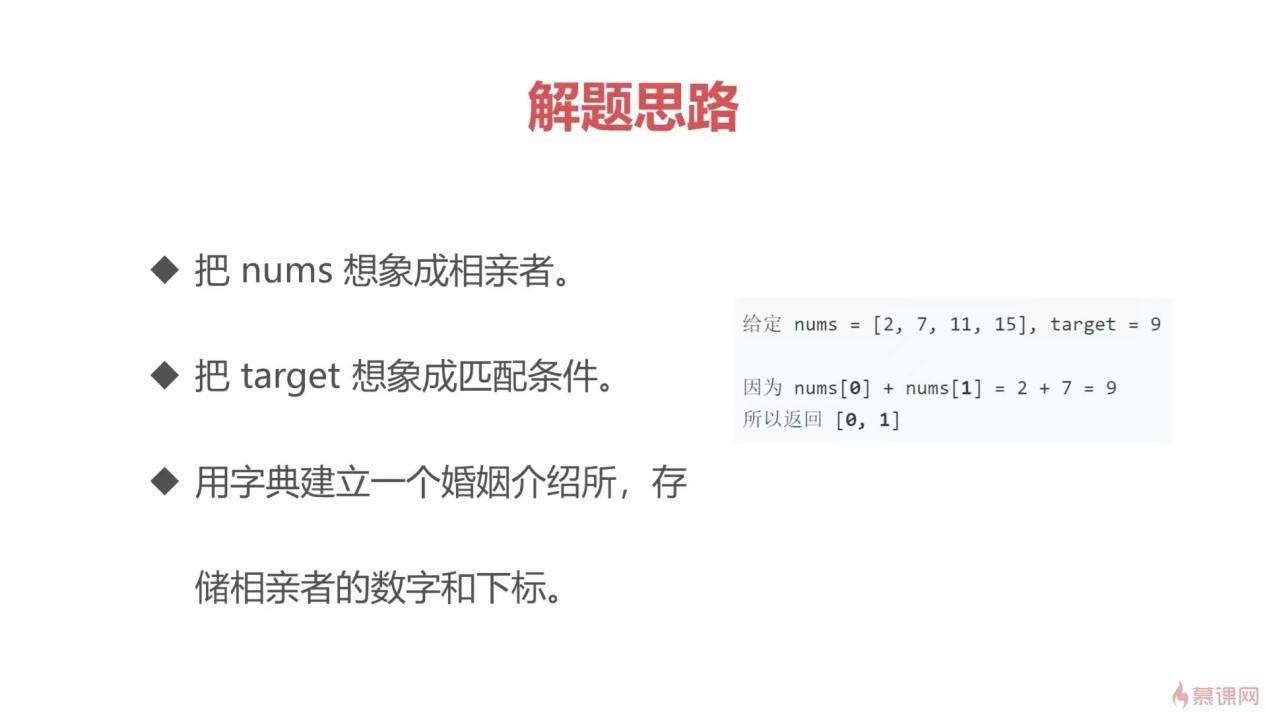 解题思路
◆ 把 nums 想象成相亲者。
◆ 把 target 想象成匹配条件。
◆ 用字典建立一个婚姻介绍所，存
储相亲者的数字和下标。
给定 nums = [2, 7, 11, 15], target = 9
因为 nums[0] + nums[1] = 2 + 7 = 9
所以返回 [0, 1]
慕课网